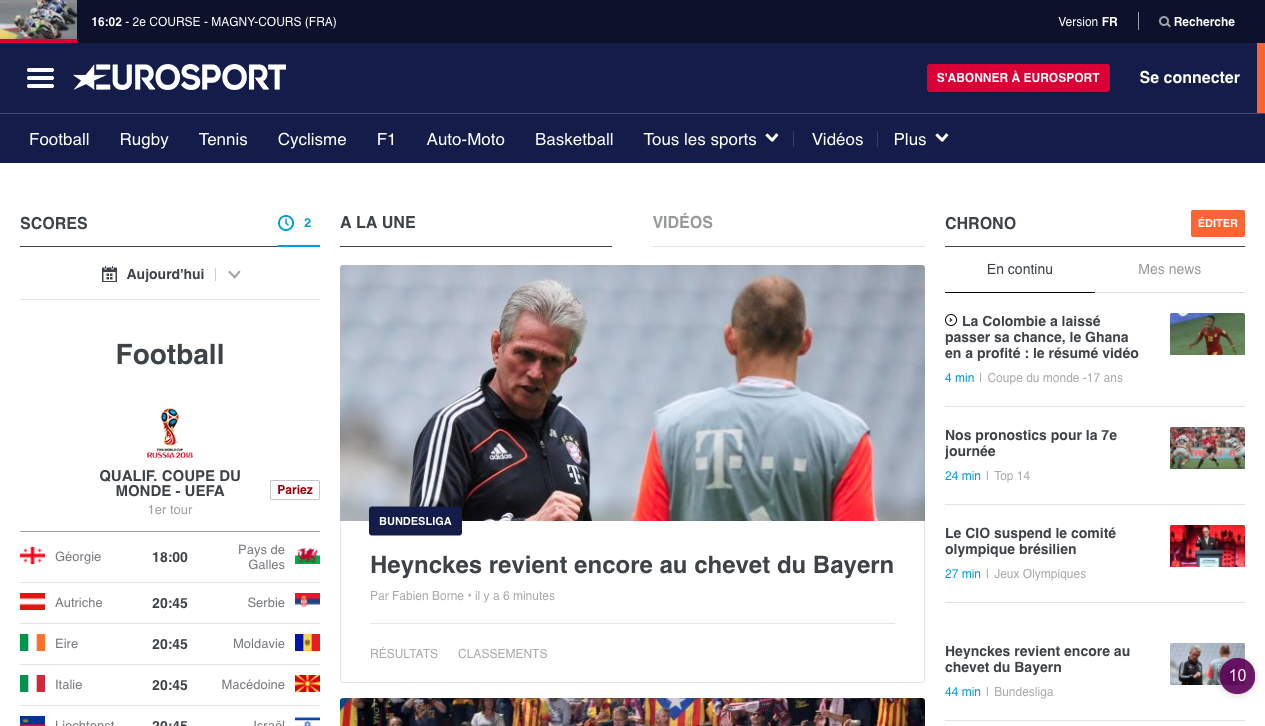 16:02 - 2e COURSE - MAGNY-COURS (FRA)
Version FR
Recherche
EUROSPORT
S'ABONNER À EUROSPORT
Se connecter
Football
Rugby
Tennis
Cyclisme
F1
Auto-Moto
Basketball
Tous les sports
Vidéos
Plus
SCORES
2
Aujourd'hui
Football
RUSSIA 2018
QUALIF. COUPE DU
MONDE - UEFA
Pariez
1er tour
Géorgie 18:00 Pays de
Galles
Autriche 20:45 Serbie
Eire 20:45 Moldavie
Italie 20:45 Macédoine
Liechtenst 20:45 Israël
A LA UNE
VIDÉOS
adidas
T
T
BUNDESLIGA
Heynckes revient encore au chevet du Bayern
Par Fabien Borne • il y a 6 minutes
RÉSULTATS
CLASSEMENTS
CHRONO
ÉDITER
En continu
Mes news
La Colombie a laissé
passer sa chance, le Ghana
en a profité : le résumé vidéo
4 min | Coupe du monde -17 ans
Nos pronostics pour la 7e
journée
24 min | Top 14
Le CIO suspend le comité
olympique brésilien
27 min | Jeux Olympiques
Heynckes revient encore au
chevet du Bayern
44 min | Bundesliga
10